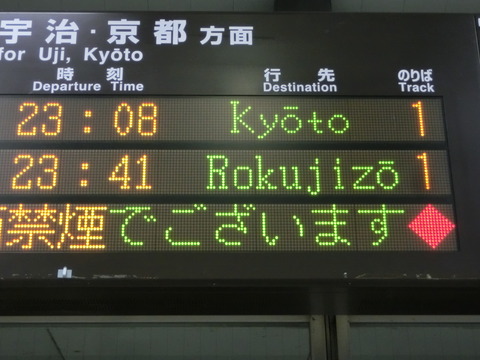 宇治・京都 方面
for Uji, Kyōto
時刻 行先 のりば
Departure Time Destination Track
23:08 Kyōto 1
23:41 Rokujizō 1
禁煙でございます